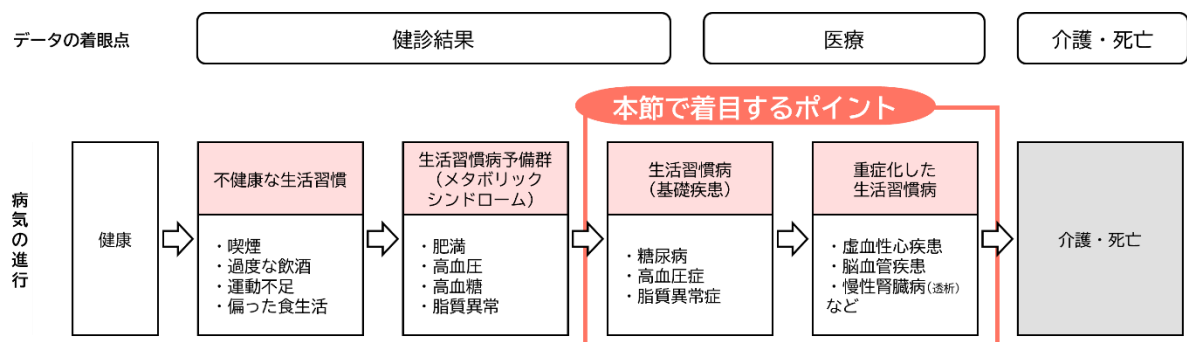 データの着眼点
健診結果
医療
介護・死亡
本節で着目するポイント
病気の進行
健康
不健康な生活習慣
・喫煙
・過度な飲酒
・運動不足
・偏った食生活
生活習慣病予備群
（メタボリック
シンドローム）
・肥満
・高血圧
・高血糖
・脂質異常
生活習慣病
（基礎疾患）
・糖尿病
・高血圧症
・脂質異常症
重症化した
生活習慣病
・虚血性心疾患
・脳血管疾患
・慢性腎臓病(透析)
など
介護・死亡